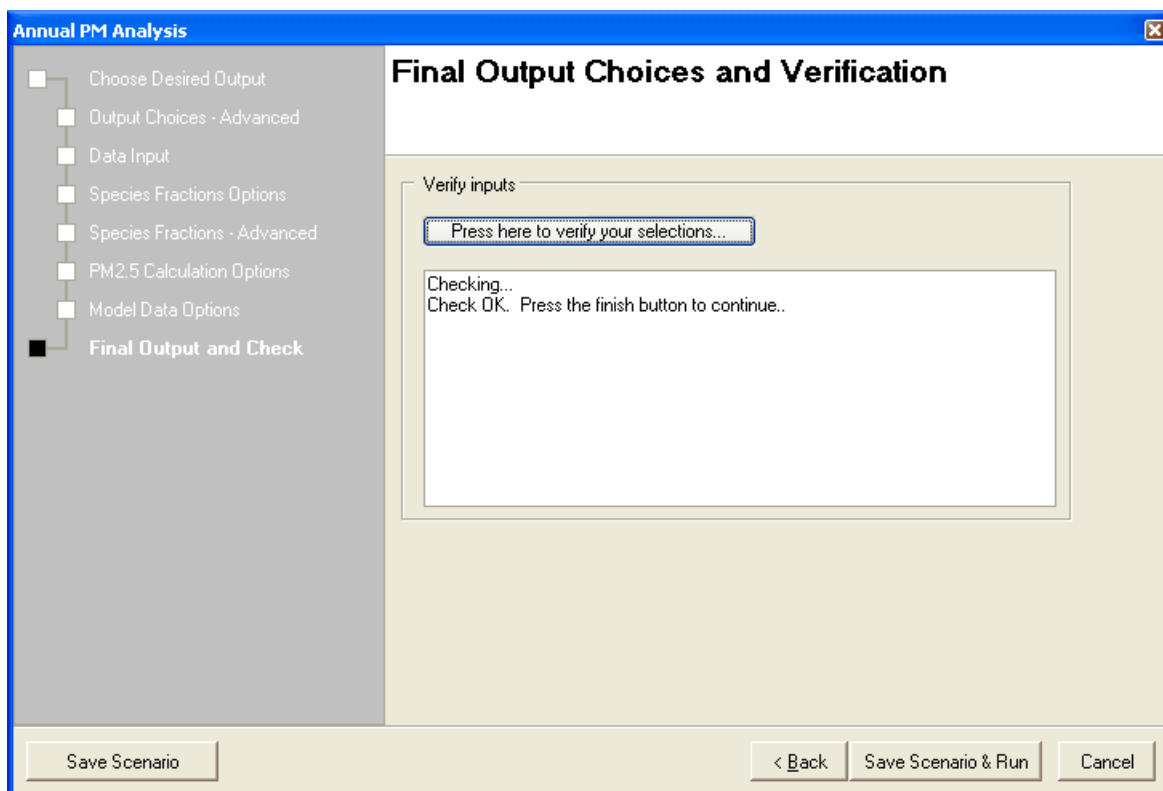 Annual PM Analysis
Choose Desired Output
Output Choices - Advanced
Data Input
Species Fractions Options
Species Fractions - Advanced
PM2.5 Calculation Options
Model Data Options
Final Output and Check
Final Output Choices and Verification
Verify inputs
Press here to verify your selections...
Checking...
Check OK.  Press the finish button to continue..
Save Scenario
< Back
Save Scenario & Run
Cancel